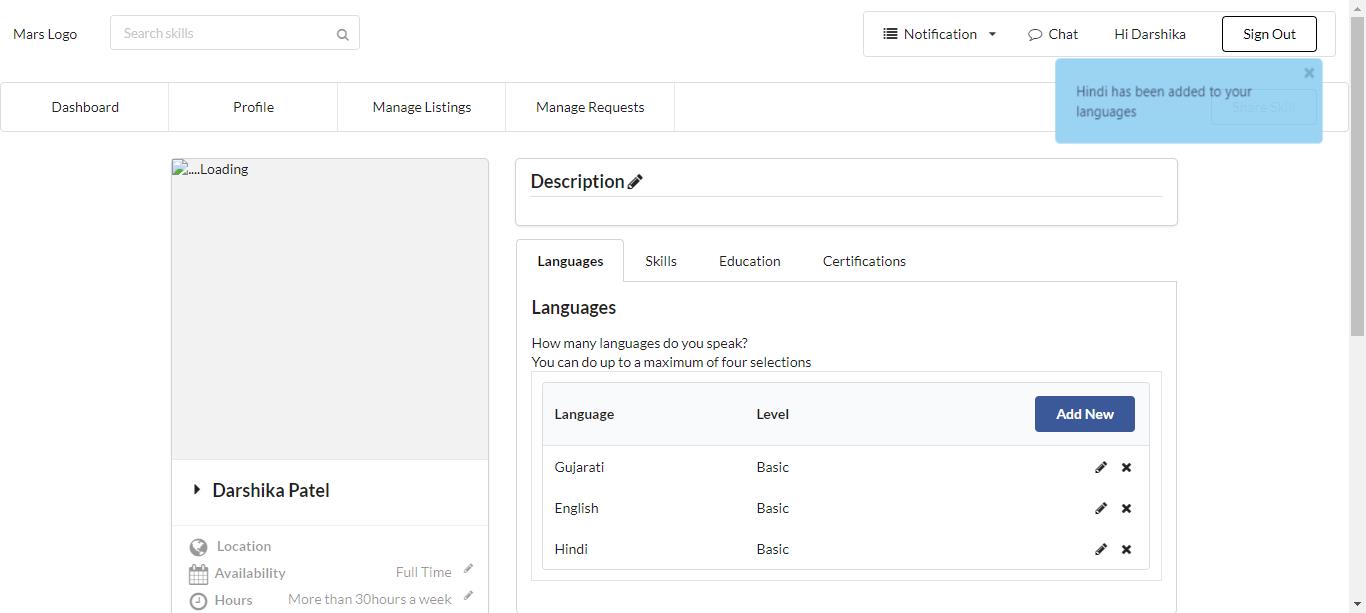 Mars Logo
Search skills
Notification
Chat
Hi Darshika
Sign Out
Hindi has been added to your
languages
Dashboard
Profile
Manage Listings
Manage Requests
Share Skill
....Loading
Description
Languages
Skills
Education
Certifications
Languages
How many languages do you speak?
You can do up to a maximum of four selections
Language Level Add New
Gujarati Basic
English Basic
Hindi Basic
Darshika Patel
Location
Availability Full Time
Hours More than 30hours a week